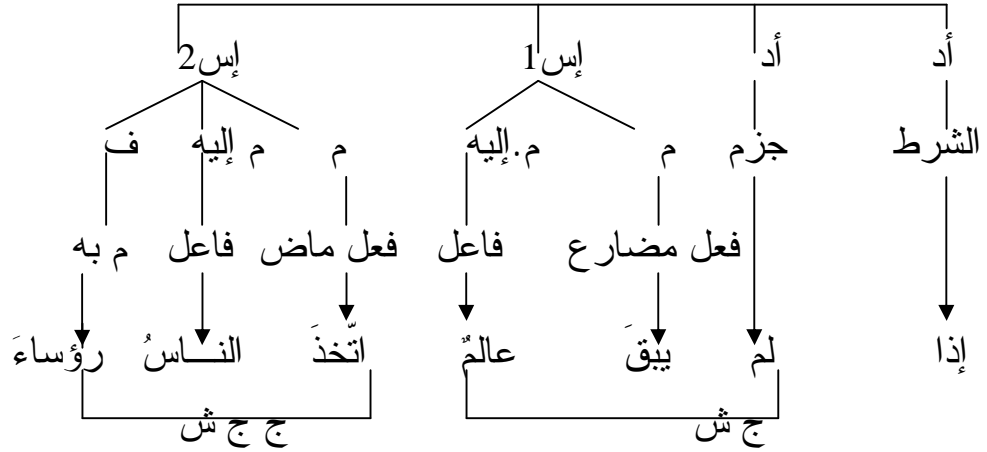 أد أد إس1 إس2
الشرط جزم م م.إليه م م إليه ف
فعل مضارع فاعل فعل ماض فاعل م به
إذا لم يبقَ عالمٌ اتّخذَ النـــاسُ رؤساءَ
ج ش ج ج ش